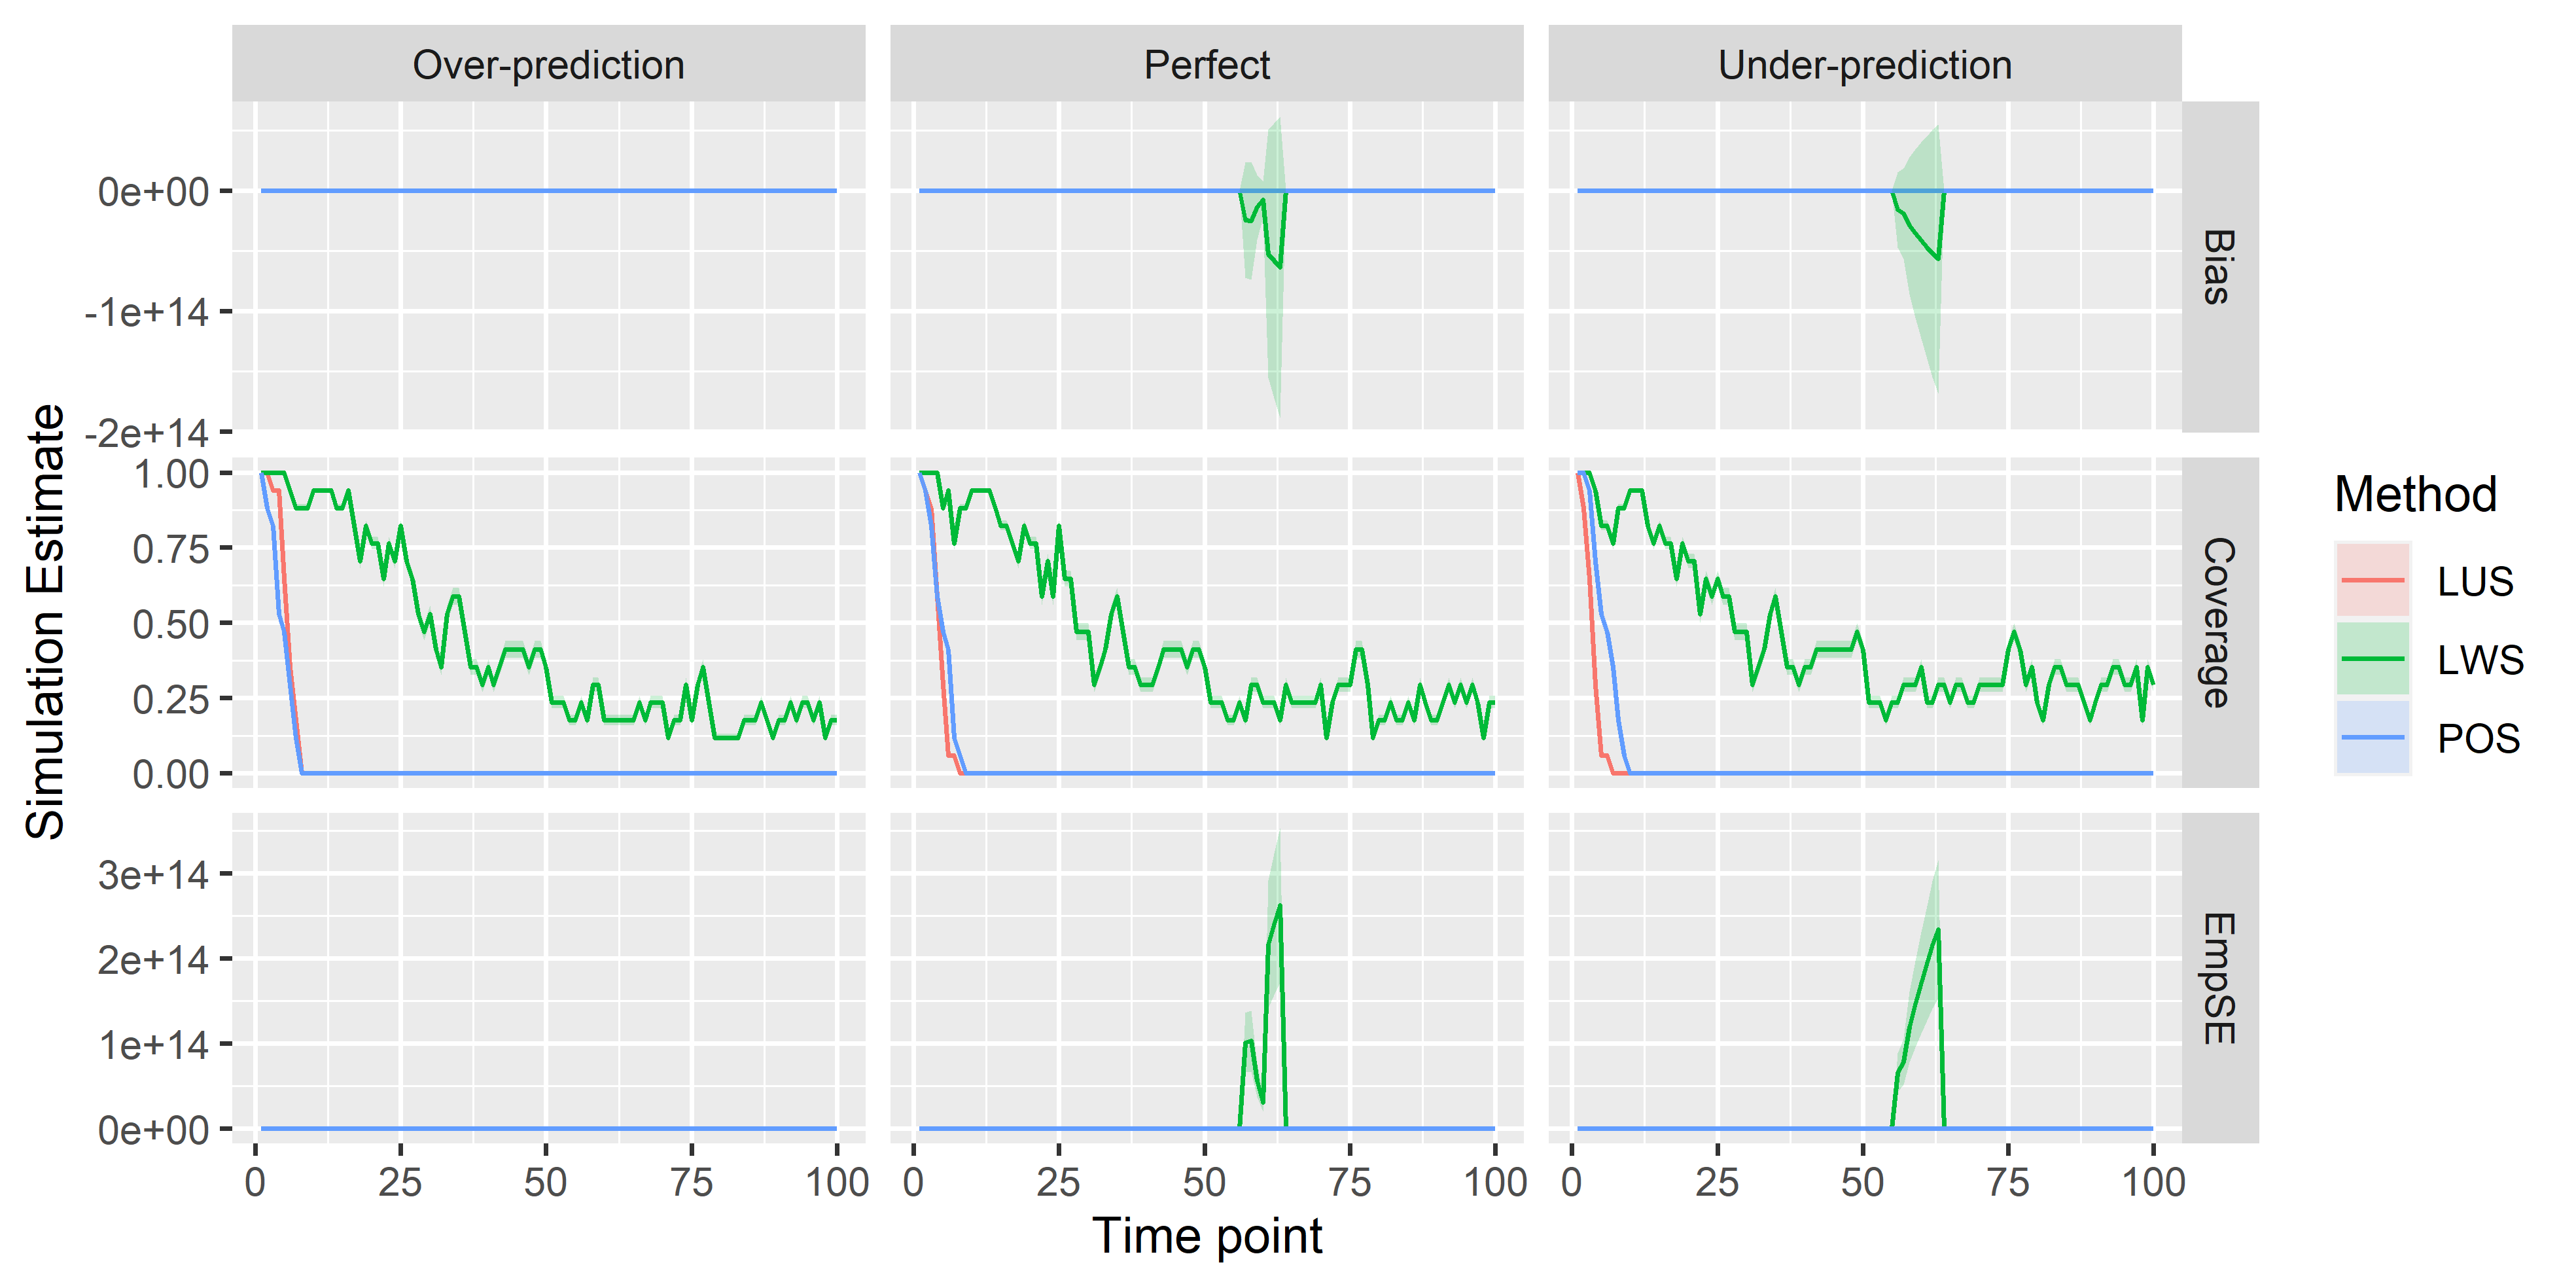 Over-prediction
Perfect
Under-prediction
Simulation Estimate
0e+00
-1e+14
-2e+14
Bias
1.00
0.75
0.50
0.25
0.00
Coverage
3e+14
2e+14
1e+14
0e+00
EmpSE
0 25 50 75 100
0 25 50 75 100
0 25 50 75 100
Time point
Method
LUS
LWS
POS